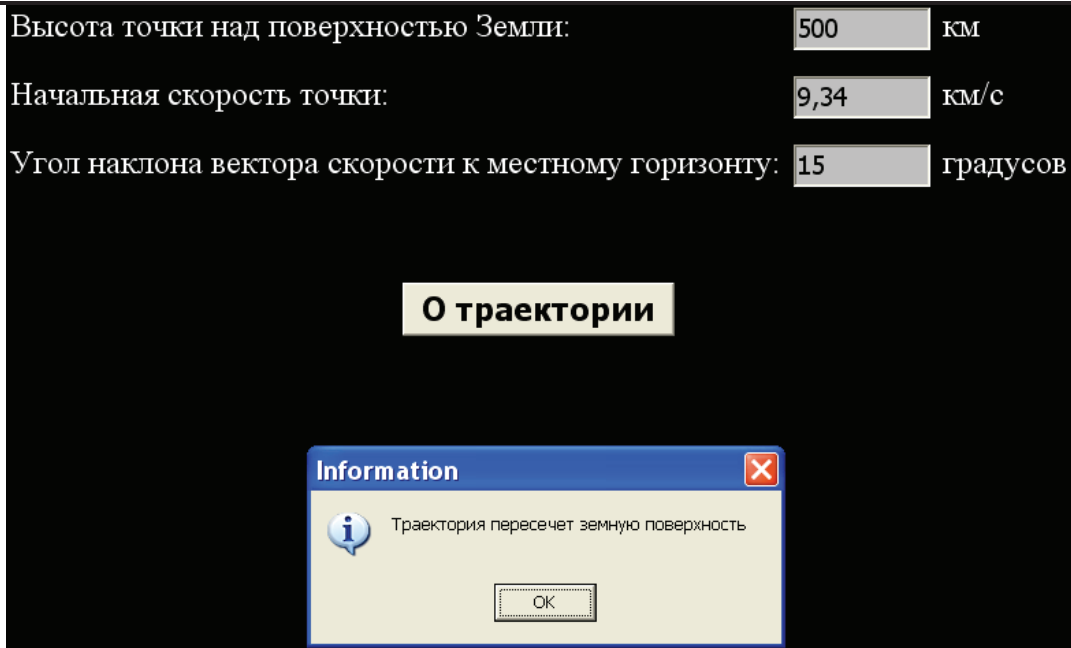 Высота точки над поверхностью Земли: 500 км
Начальная скорость точки: 9,34 км/с
Угол наклона вектора скорости к местному горизонту: 15 градусов
О траектории
Information
Траектория пересечет земную поверхность
OK